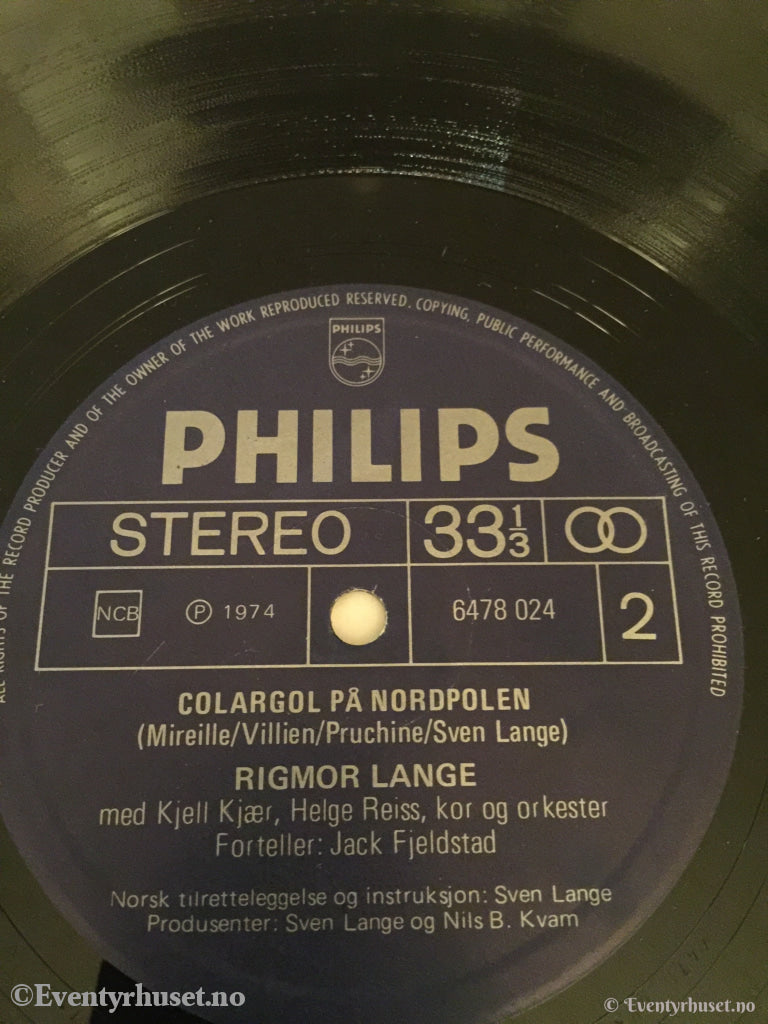 ALL RIGHTS OF THE RECORD PRODUCER AND OF THE OWNER OF THE WORK REPRODUCED RESERVED. COPYING, PUBLIC PERFORMANCE AND BROADCASTING OF THIS RECORD PROHIBITED
PHILIPS
PHILIPS
STEREO 33⅓
NCB Ⓟ 1974 6478 024 2
COLARGOL PÅ NORDPOLEN
(Mireille/Villien/Pruchine/Sven Lange)
RIGMOR LANGE
med Kjell Kjær, Helge Reiss, kor og orkester
Forteller: Jack Fjeldstad
Norsk tilretteleggelse og instruksjon: Sven Lange
Produsenter: Sven Lange og Nils B. Kvam
©Eventyrhuset.no
© Eventyrhuset.no